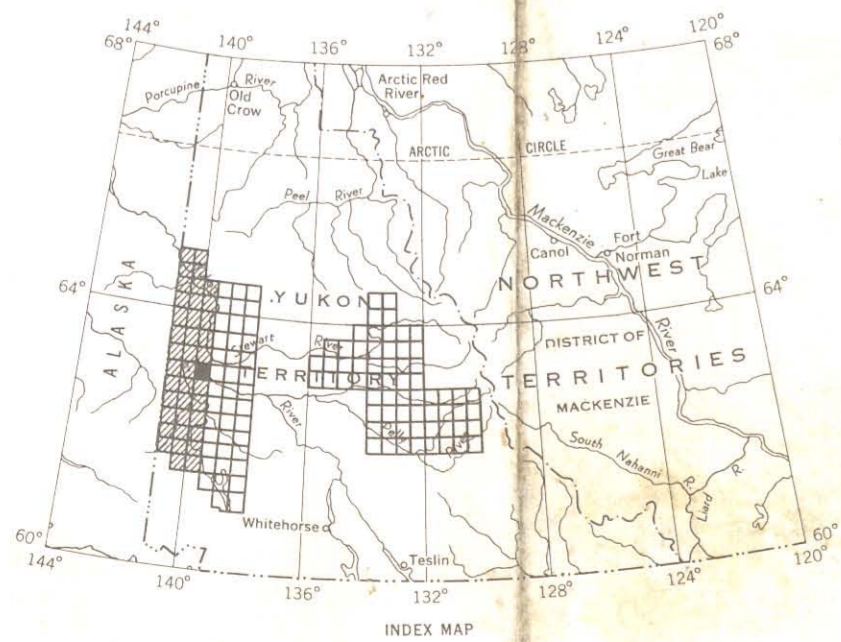 144°
140°
136°
132°
128°
124°
120°
68°
68°
Porcupine River
Old
Crow
Arctic Red
River
ARCTIC CIRCLE
Great Bear
Lake
Peel River
Mackenzie
River
Canol
Fort
Norman
64°
64°
ALASKA
YUKON
TERRITORY
NORTHWEST
TERRITORIES
DISTRICT OF
MACKENZIE
Stewart River
River
Pelly River
South Nahanni R.
Liard R.
Whitehorse
Teslin
60°
60°
144°
140°
136°
132°
128°
124°
120°
INDEX MAP